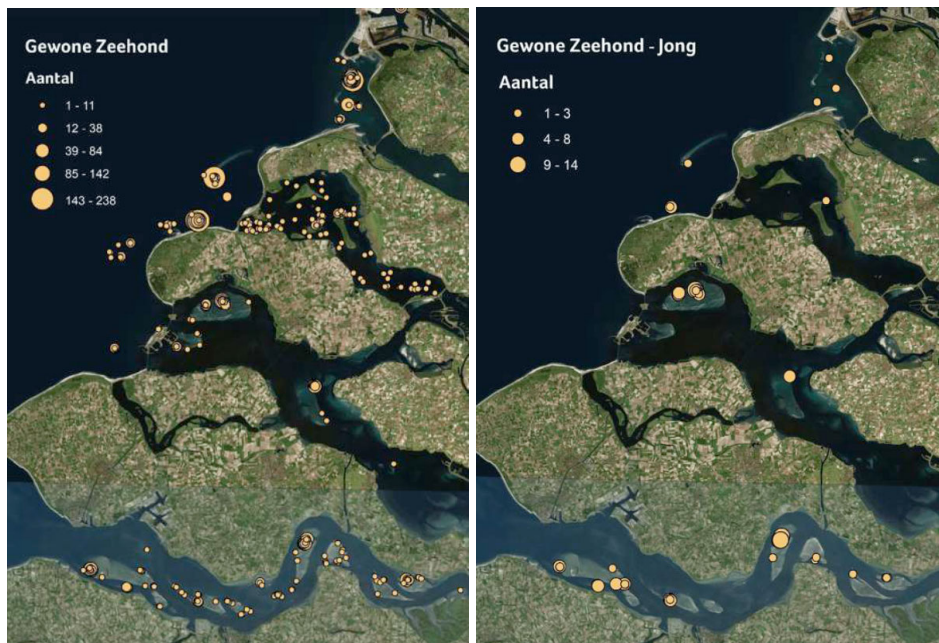 Gewone Zeehond
Aantal
1 - 11
12 - 38
39 - 84
85 - 142
143 - 238
Gewone Zeehond - Jong
Aantal
1 - 3
4 - 8
9 - 14